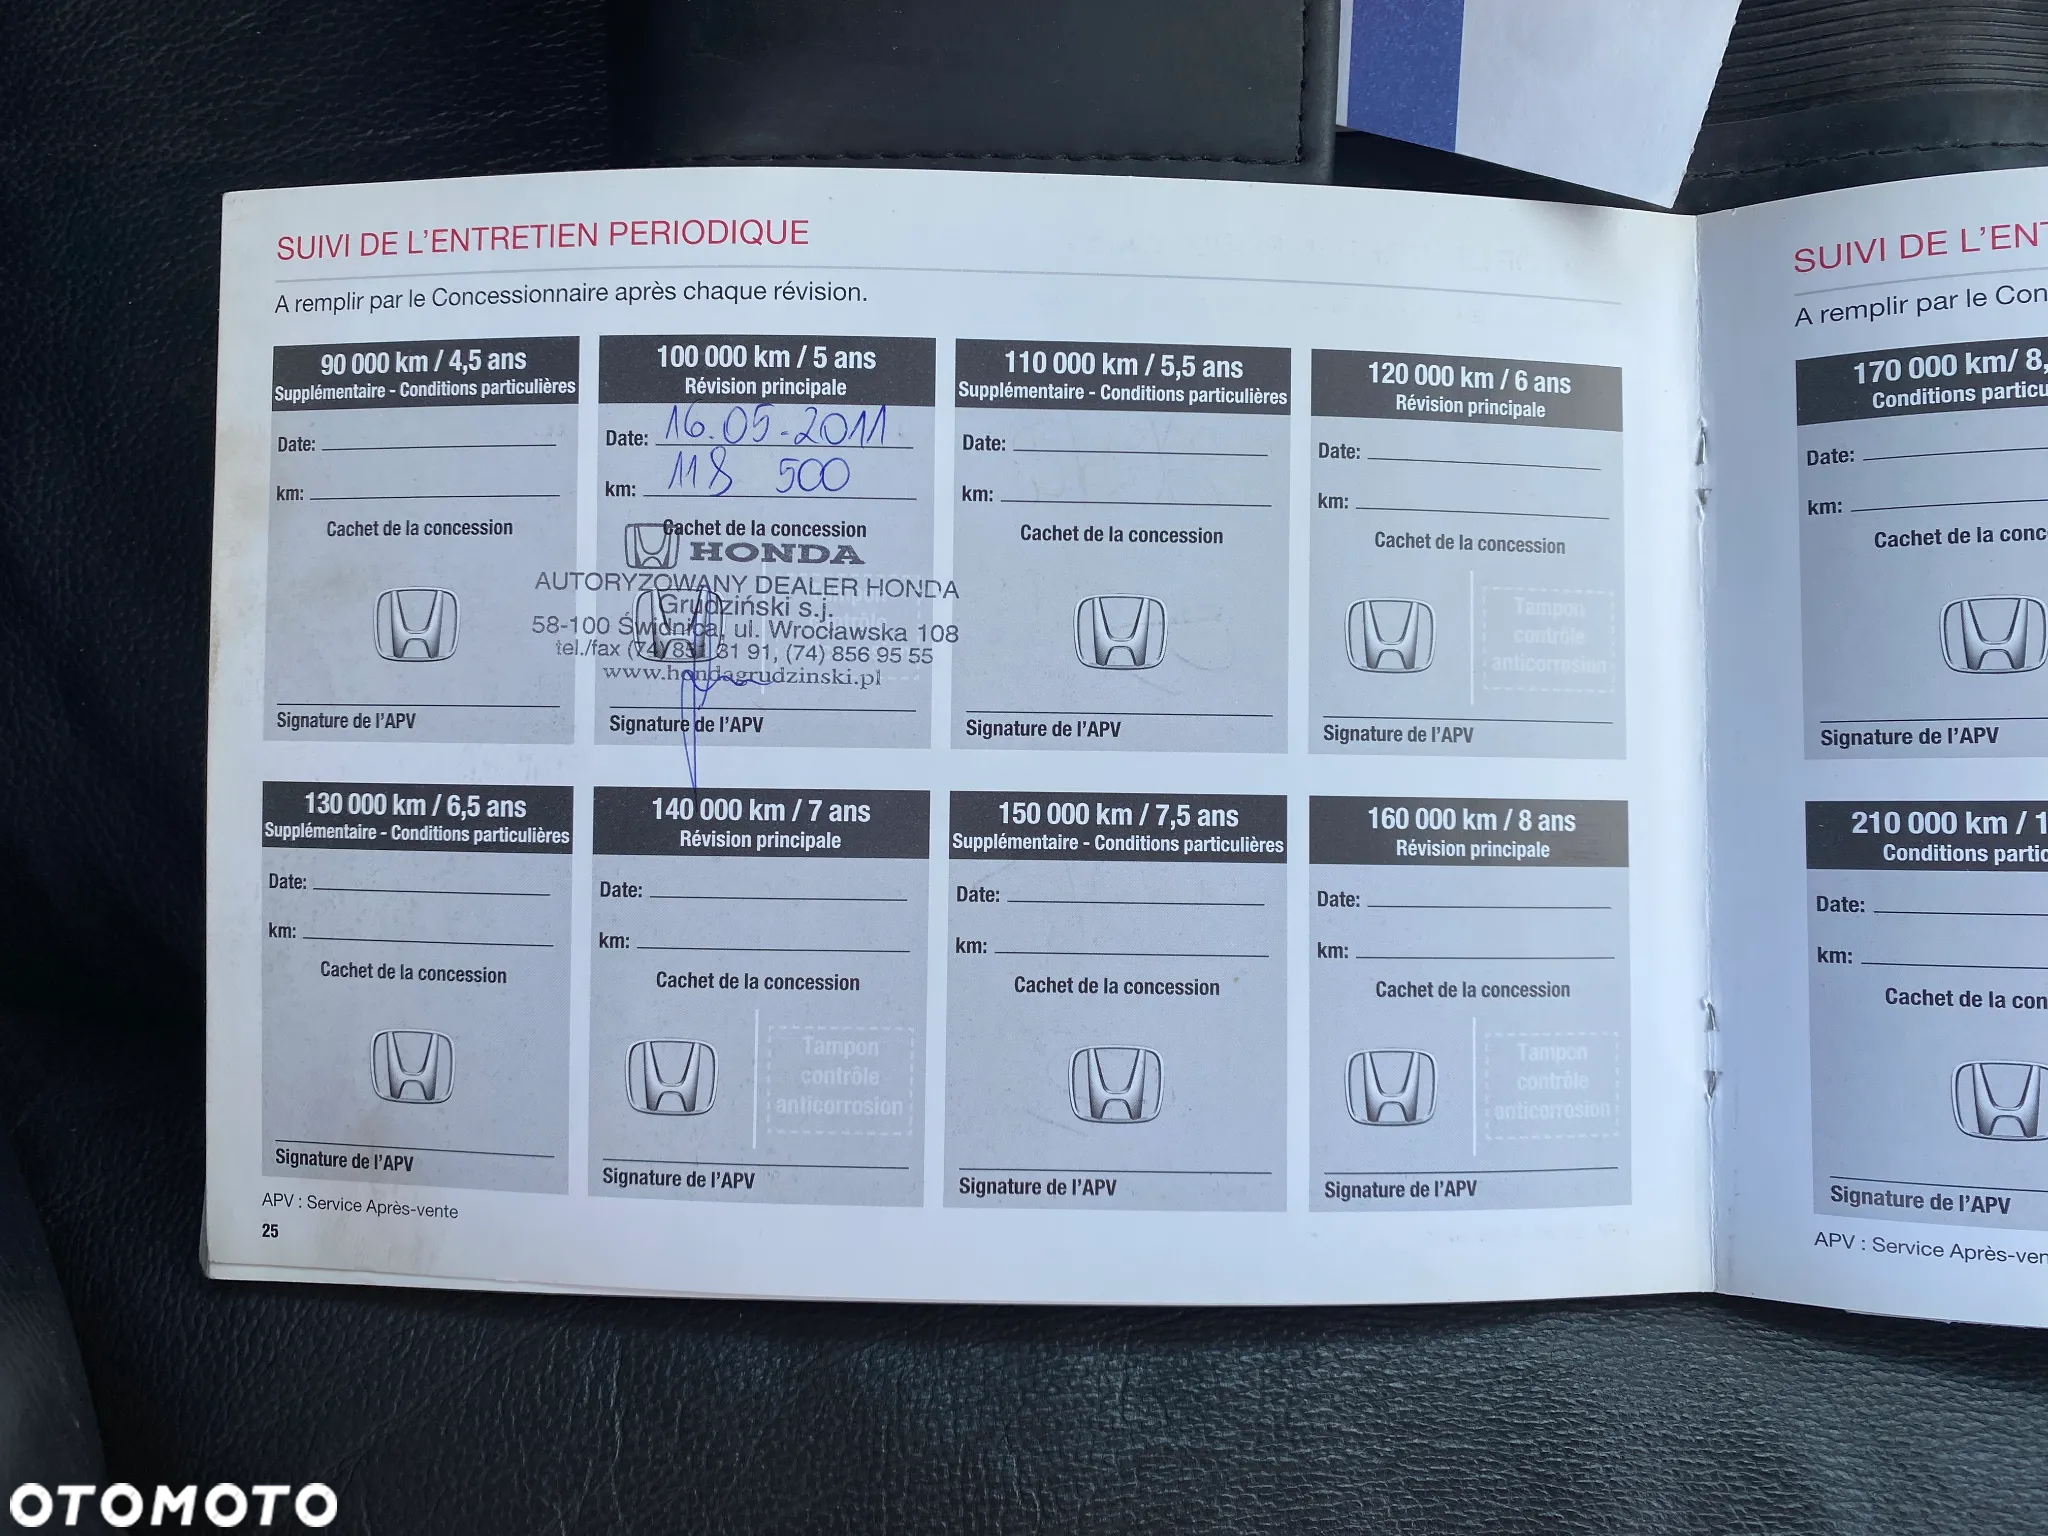 SUIVI DE L'ENTRETIEN PERIODIQUE
A remplir par le Concessionnaire après chaque révision.
90 000 km / 4,5 ans
Supplémentaire - Conditions particulières
Date:
km:
Cachet de la concession
Signature de l'APV
100 000 km / 5 ans
Révision principale
Date: 16.05.2011
km: 118 500
Cachet de la concession
HONDA
AUTORYZOWANY DEALER HONDA
Grudziński s.j.
58-100 Świdnica, ul. Wrocławska 108
tel./fax (74) 851 31 91, (74) 856 95 55
www.hondagrudzinski.pl
Signature de l'APV
110 000 km / 5,5 ans
Supplémentaire - Conditions particulières
Date:
km:
Cachet de la concession
Signature de l'APV
120 000 km / 6 ans
Révision principale
Date:
km:
Cachet de la concession
Tampon
contrôle
anticorrosion
Signature de l'APV
130 000 km / 6,5 ans
Supplémentaire - Conditions particulières
Date:
km:
Cachet de la concession
Signature de l'APV
140 000 km / 7 ans
Révision principale
Date:
km:
Cachet de la concession
Tampon
contrôle
anticorrosion
Signature de l'APV
150 000 km / 7,5 ans
Supplémentaire - Conditions particulières
Date:
km:
Cachet de la concession
Signature de l'APV
160 000 km / 8 ans
Révision principale
Date:
km:
Cachet de la concession
Tampon
contrôle
anticorrosion
Signature de l'APV
APV : Service Après-vente
25
SUIVI DE L'ENT
A remplir par le Con
170 000 km/ 8,
Conditions particu
Date:
km:
Cachet de la conc
Signature de l'APV
210 000 km / 1
Conditions partic
Date:
km:
Cachet de la con
Signature de l'APV
APV : Service Après-ven
OTOMOTO